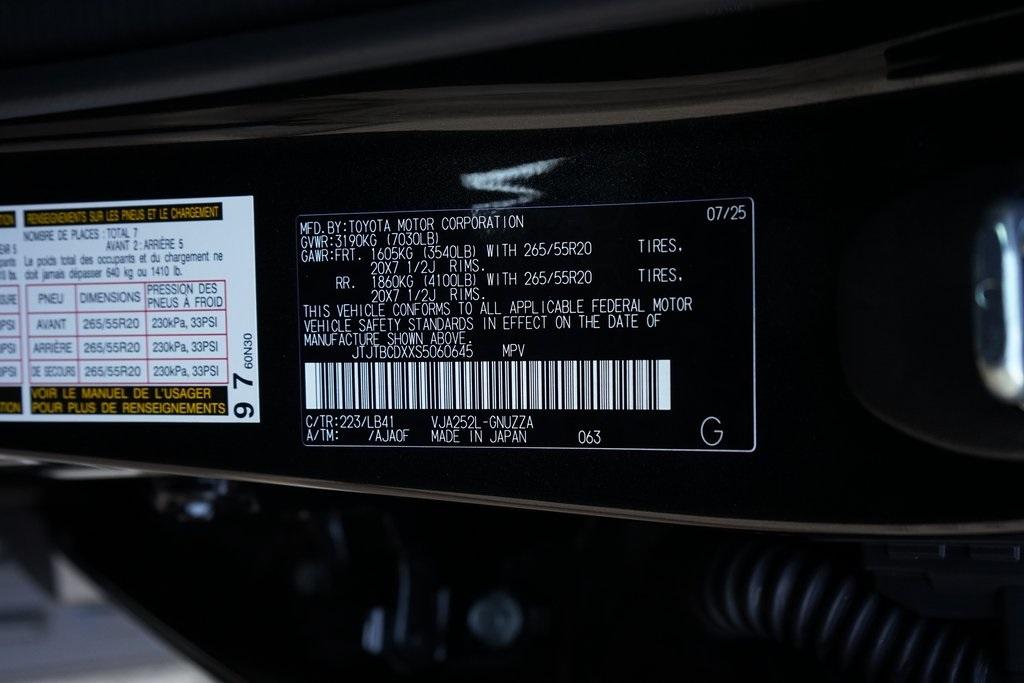 RENSEIGNEMENTS SUR LES PNEUS ET LE CHARGEMENT
NOMBRE DE PLACES : TOTAL 7
AVANT 2 : ARRIÈRE 5
Le poids total des occupants et du chargement ne
doit jamais dépasser 640 kg ou 1410 lb.
PNEU DIMENSIONS PRESSION DES PNEUS À FROID
AVANT 265/55R20 230kPa, 33PSI
ARRIÈRE 265/55R20 230kPa, 33PSI
DE SECOURS 265/55R20 230kPa, 33PSI
VOIR LE MANUEL DE L'USAGER
POUR PLUS DE RENSEIGNEMENTS
97 60N30
07/25
MFD.BY:TOYOTA MOTOR CORPORATION
GVWR:3190KG (7030LB)
GAWR:FRT. 1605KG (3540LB) WITH 265/55R20 TIRES.
20X7 1/2J RIMS.
RR. 1860KG (4100LB) WITH 265/55R20 TIRES.
20X7 1/2J RIMS.
THIS VEHICLE CONFORMS TO ALL APPLICABLE FEDERAL MOTOR
VEHICLE SAFETY STANDARDS IN EFFECT ON THE DATE OF
MANUFACTURE SHOWN ABOVE.
JTJTBCDXXS5060645 MPV
C/TR:223/LB41 VJA252L-GNUZZA
A/TM: /AJA0F MADE IN JAPAN 063
G